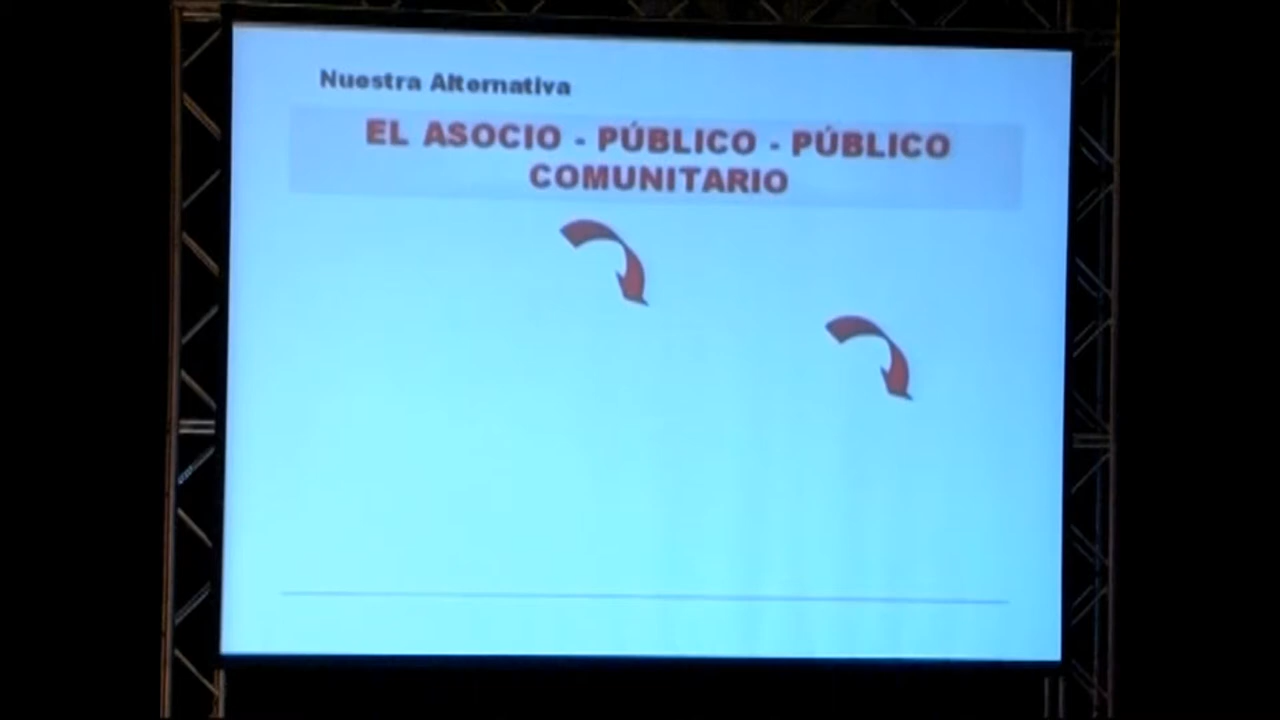 Nuestra Alternativa
EL ASOCIO - PÚBLICO - PÚBLICO
COMUNITARIO